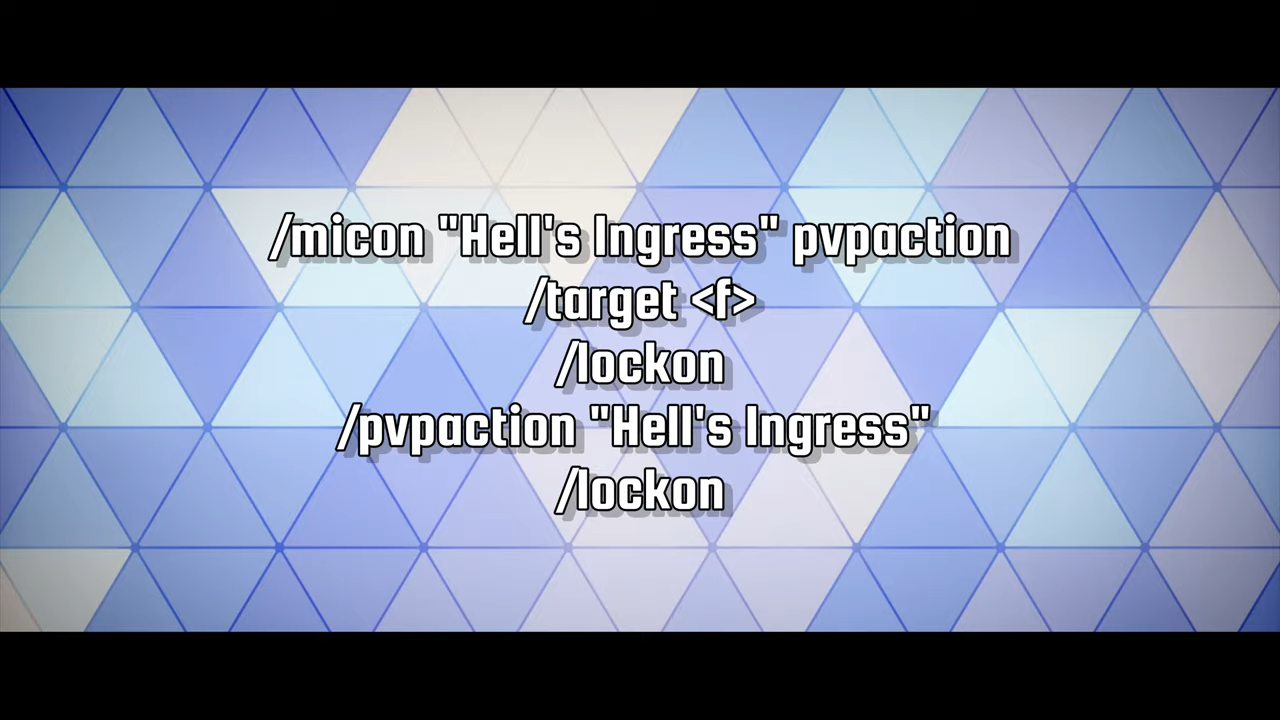 /micon "Hell's Ingress" pvpaction
/target <f>
/lockon
/pvpaction "Hell's Ingress"
/lockon